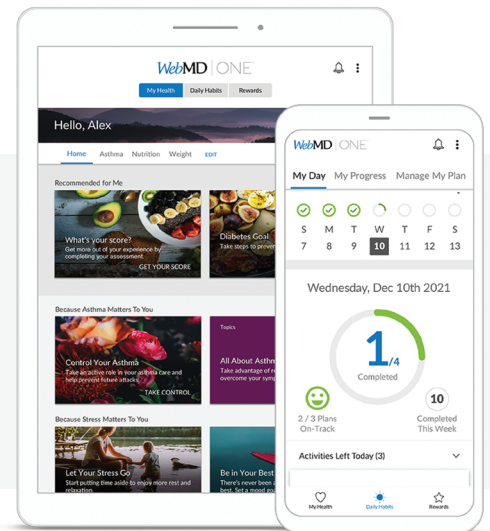 WebMD | ONE
My Health Daily Habits Rewards
Hello, Alex
Home Asthma Nutrition Weight EDIT
Recommended for Me
What's your score?
Get more out of your experience by
completing your assessment.
GET YOUR SCORE
Diabetes Goal
Take steps to preven
Because Asthma Matters To You
Control Your Asthma
Take an active role in your asthma care and
help prevent future attacks.
TAKE CONTROL
Topics
All About Asthm
Take advantage of
overcome your symp
Because Stress Matters To You
Let Your Stress Go
Start putting time aside to enjoy more rest and
relaxation.
Be in Your Best
There's never been a
best. Set a mood goa
WebMD | ONE
My Day My Progress Manage My Plan
S M T W T F S
7 8 9 10 11 12 13
Wednesday, Dec 10th 2021
1/4
Completed
2 / 3 Plans
On-Track
10
Completed
This Week
Activities Left Today (3)
My Health Daily Habits Rewards